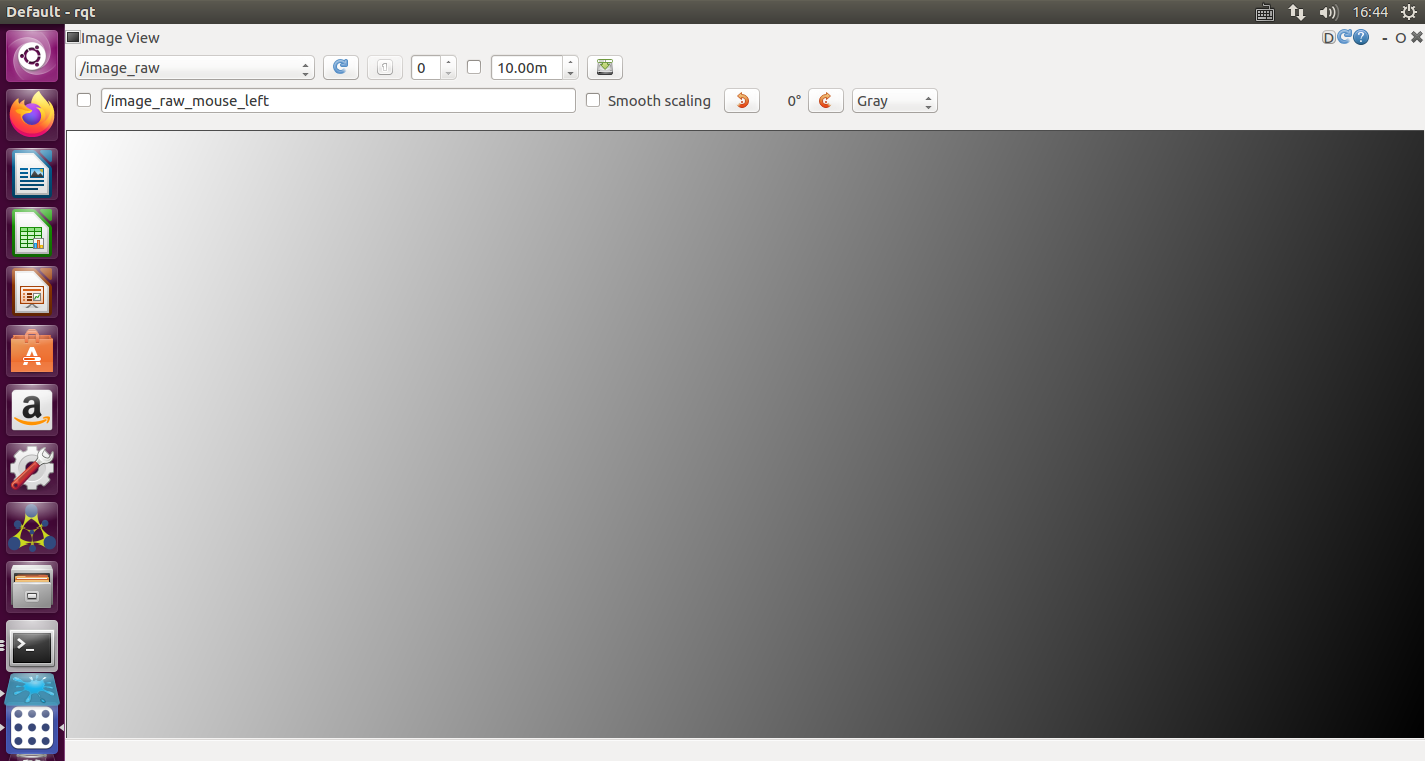 Default - rqt
16:44
Image View
D
?
- O
/image_raw
0
10.00m
/image_raw_mouse_left
Smooth scaling
0°
Gray
A
a
>_